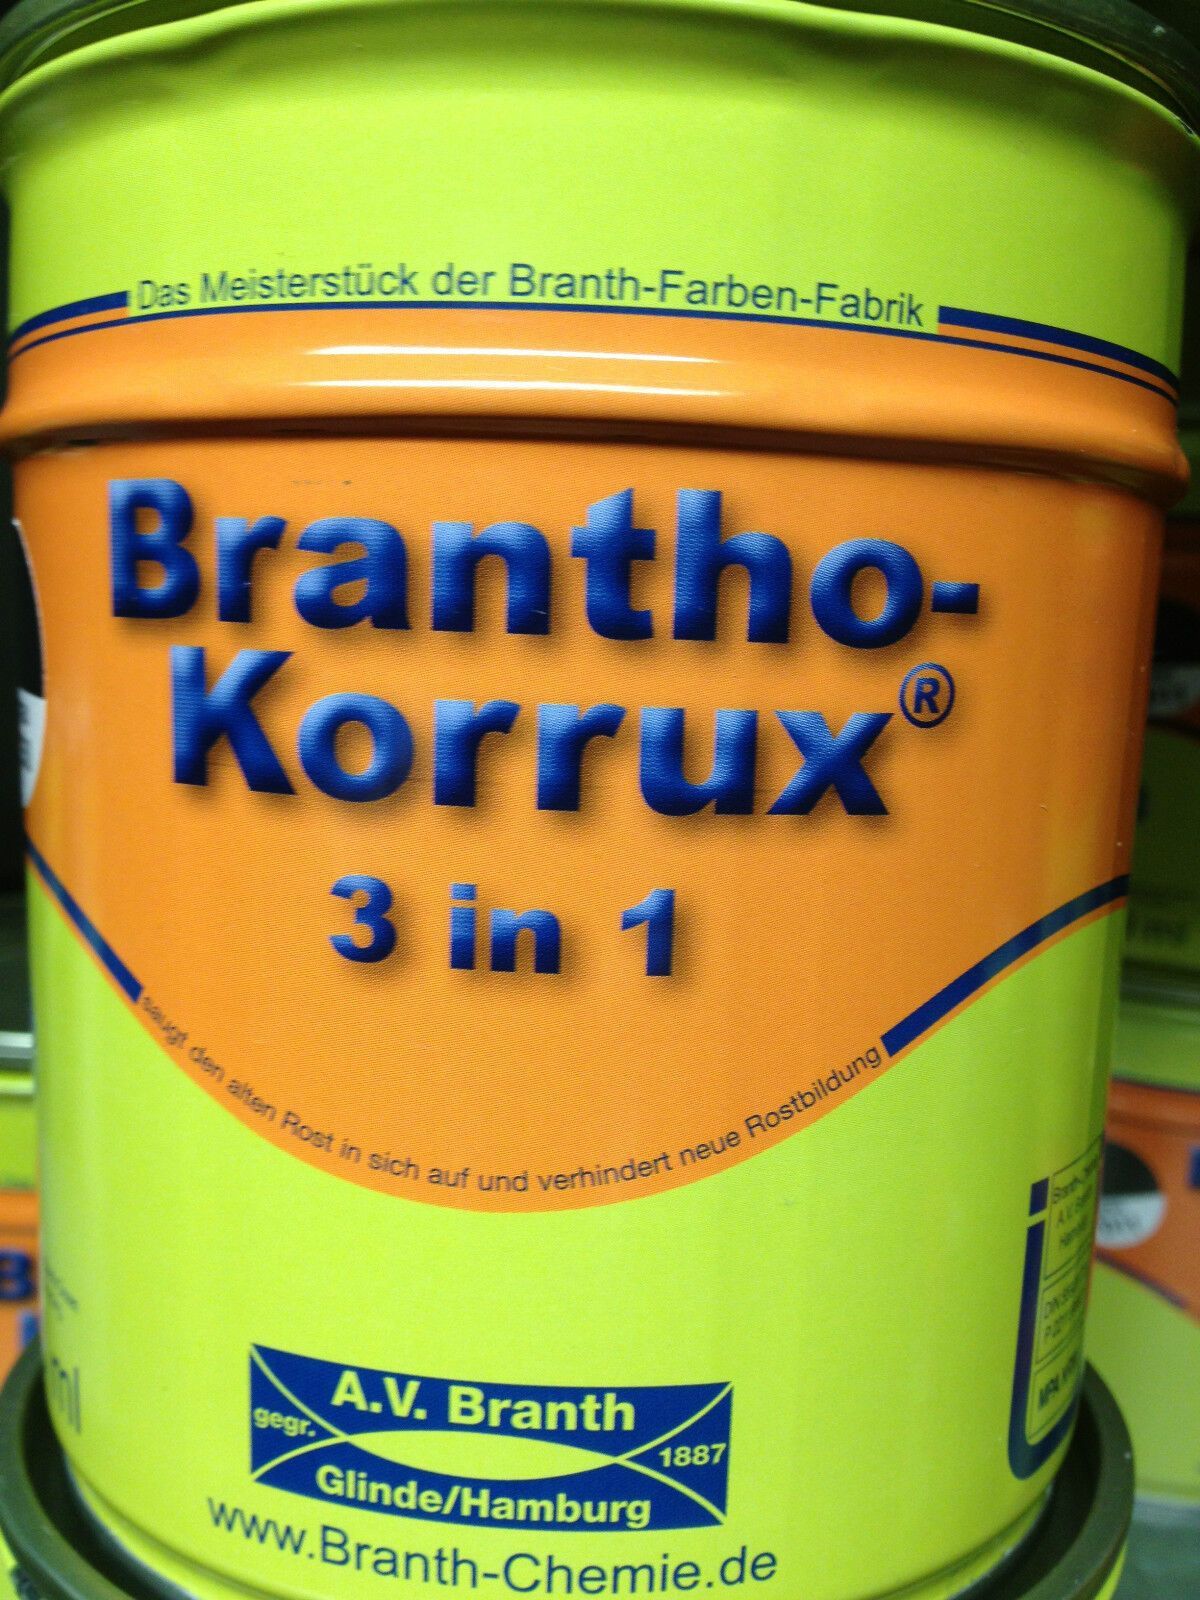 Das Meisterstück der Branth-Farben-Fabrik
Brantho-
Korrux®
3 in 1
saugt den alten Rost in sich auf und verhindert neue Rostbildung
ml
A.V. Branth
gegr. 1887
Glinde/Hamburg
www.Branth-Chemie.de
A.V.